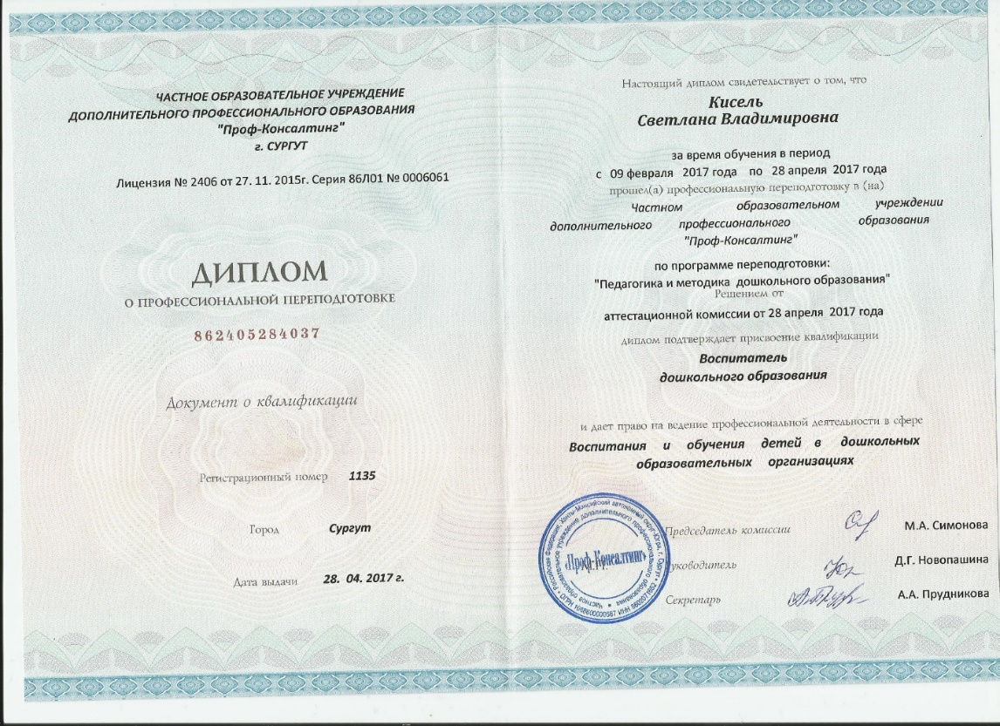 ЧАСТНОЕ ОБРАЗОВАТЕЛЬНОЕ УЧРЕЖДЕНИЕ
ДОПОЛНИТЕЛЬНОГО ПРОФЕССИОНАЛЬНОГО ОБРАЗОВАНИЯ
"Проф-Консалтинг"
г. СУРГУТ
Лицензия № 2406 от 27. 11. 2015г. Серия 86Л01 № 0006061
ДИПЛОМ
О ПРОФЕССИОНАЛЬНОЙ ПЕРЕПОДГОТОВКЕ
862405284037
Документ о квалификации
Регистрационный номер 1135
Город Сургут
Дата выдачи 28. 04. 2017 г.
Настоящий диплом свидетельствует о том, что
Кисель
Светлана Владимировна
за время обучения в период
с 09 февраля 2017 года по 28 апреля 2017 года
прошел(а) профессиональную переподготовку в (на)
Частном образовательном учреждении
дополнительного профессионального образования
"Проф-Консалтинг"
по программе переподготовки:
"Педагогика и методика дошкольного образования"
Решением от
аттестационной комиссии от 28 апреля 2017 года
диплом подтверждает присвоение квалификации
Воспитатель
дошкольного образования
и дает право на ведение профессиональной деятельности в сфере
Воспитания и обучения детей в дошкольных
образовательных организациях
Председатель комиссии М.А. Симонова
Руководитель Д.Г. Новопашина
Секретарь А.А. Прудникова
«Проф-Консалтинг»